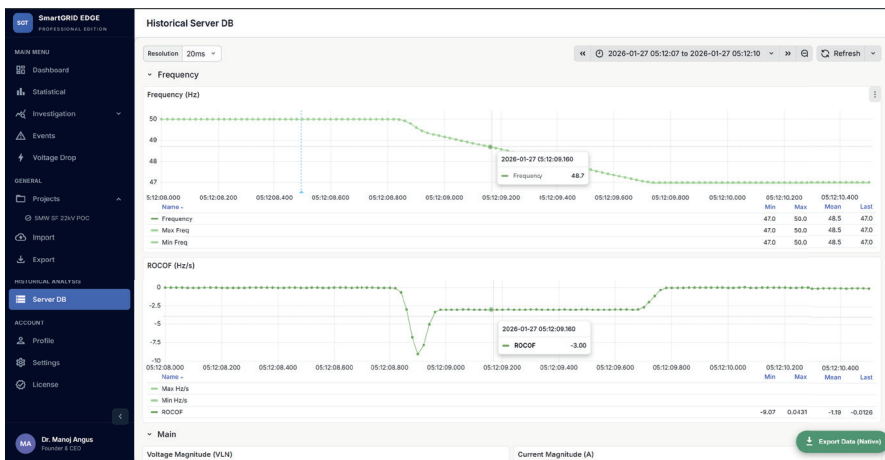 SGT
SmartGRID EDGE
PROFESSIONAL EDITION
MAIN MENU
Dashboard
Statistical
Investigation
Events
Voltage Drop
GENERAL
Projects
SMW SF 23kV POC
Import
Export
HISTORICAL ANALYSIS
Server DB
ACCOUNT
Profile
Settings
License
MA
Dr. Manoj Angus
Founder & CEO
Historical Server DB
Resolution 20ms
2026-01-27 05:12:07 to 2026-01-27 05:12:10
Refresh
Frequency
Frequency (Hz)
50
49
48
47
2026-01-27 05:12:09.160
Frequency 48.7
5:12:08.000 05:12:08.200 05:12:08.400 05:12:08.600 05:12:08.800 05:12:09.000 05:12:09.200 05:12:09.400 05:12:09.600 05:12:09.800 05:12:10.000 05:12:10.200 05:12:10.400
Name Min Max Mean Last
Frequency 47.0 50.0 48.5 47.0
Max Freq 47.0 50.0 48.5 47.0
Min Freq 47.0 50.0 48.5 47.0
ROCOF (Hz/s)
0
-2.5
-5
-7.5
-10
2026-01-27 05:12:09.160
ROCOF -3.00
05:12:08.000 05:12:08.200 05:12:08.400 05:12:08.600 05:12:08.800 05:12:09.000 05:12:09.200 05:12:09.400 05:12:09.600 05:12:09.800 05:12:10.000 05:12:10.200 05:12:10.400
Name Min Max Mean Last
Max Hz/s
Min Hz/s
ROCOF -9.07 0.0431 -1.19 -0.0126
Main
Export Data (Native)
Voltage Magnitude (VLN) Current Magnitude (A)